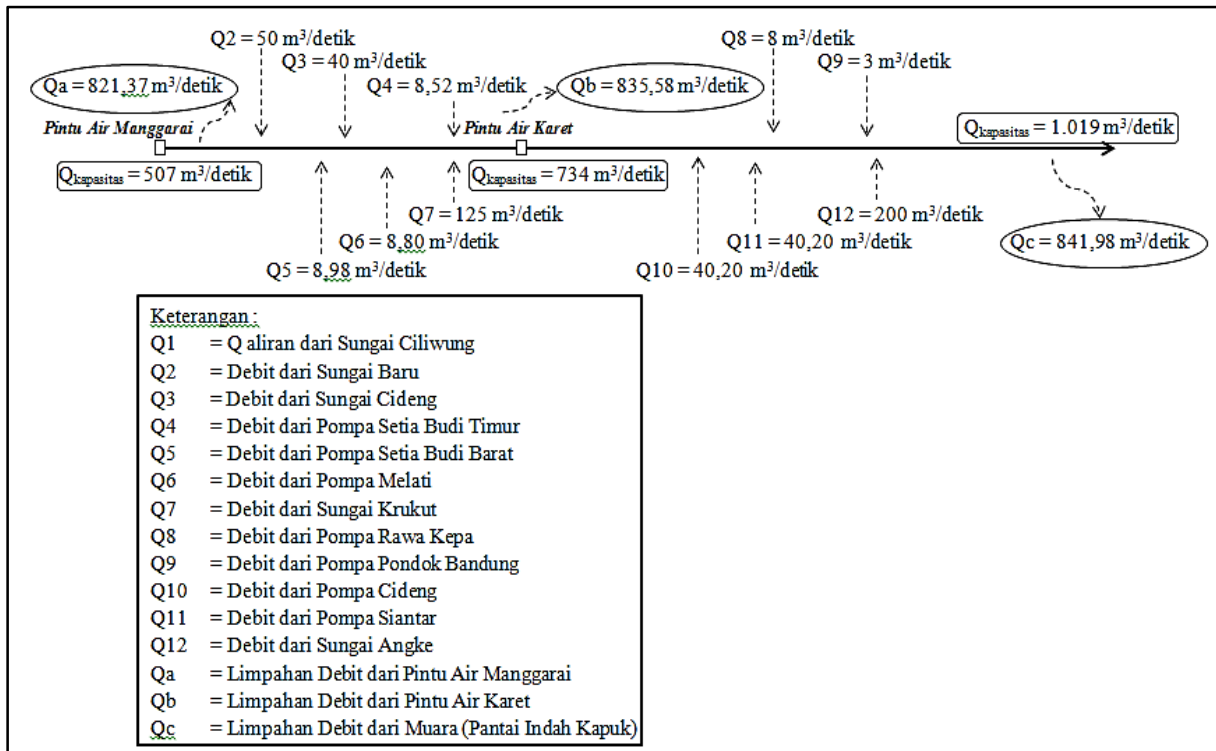 Q2 = 50 m³/detik
Q8 = 8 m³/detik
Q3 = 40 m³/detik
Q9 = 3 m³/detik
Qa = 821,37 m³/detik
Q4 = 8,52 m³/detik
Qb = 835,58 m³/detik
Pintu Air Manggarai
Pintu Air Karet
Qkapasitas = 1.019 m³/detik
Qkapasitas = 507 m³/detik
Qkapasitas = 734 m³/detik
Q7 = 125 m³/detik
Q12 = 200 m³/detik
Q6 = 8,80 m³/detik
Q11 = 40,20 m³/detik
Qc = 841,98 m³/detik
Q5 = 8,98 m³/detik
Q10 = 40,20 m³/detik
Keterangan :
Q1 = Q aliran dari Sungai Ciliwung
Q2 = Debit dari Sungai Baru
Q3 = Debit dari Sungai Cideng
Q4 = Debit dari Pompa Setia Budi Timur
Q5 = Debit dari Pompa Setia Budi Barat
Q6 = Debit dari Pompa Melati
Q7 = Debit dari Sungai Krukut
Q8 = Debit dari Pompa Rawa Kepa
Q9 = Debit dari Pompa Pondok Bandung
Q10 = Debit dari Pompa Cideng
Q11 = Debit dari Pompa Siantar
Q12 = Debit dari Sungai Angke
Qa = Limpahan Debit dari Pintu Air Manggarai
Qb = Limpahan Debit dari Pintu Air Karet
Qc = Limpahan Debit dari Muara (Pantai Indah Kapuk)